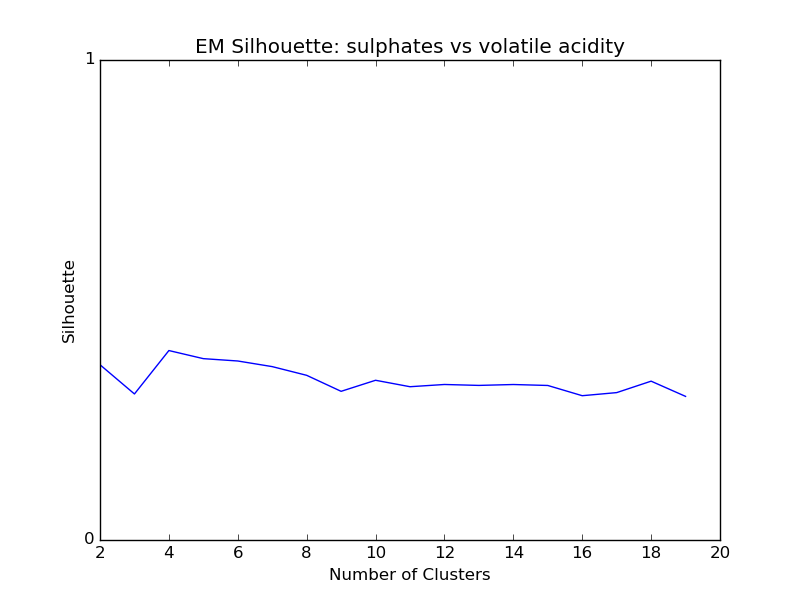 EM Silhouette: sulphates vs volatile acidity
1
Silhouette
0
2 4 6 8 10 12 14 16 18 20
Number of Clusters